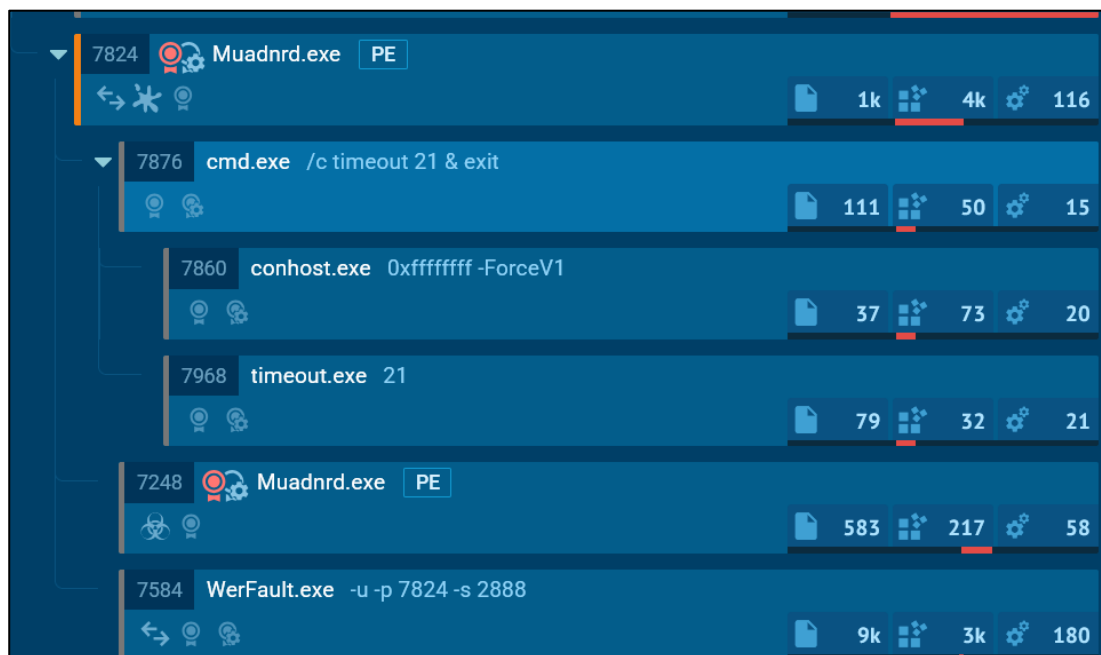 7824 Muadnrd.exe PE
1k 4k 116
7876 cmd.exe /c timeout 21 & exit
111 50 15
7860 conhost.exe 0xffffffff -ForceV1
37 73 20
7968 timeout.exe 21
79 32 21
7248 Muadnrd.exe PE
583 217 58
7584 WerFault.exe -u -p 7824 -s 2888
9k 3k 180